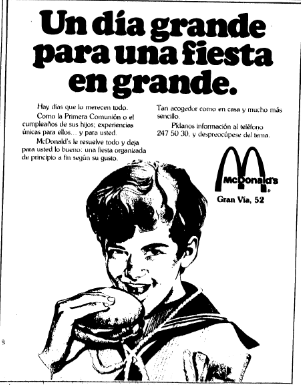 Un día grande
para una fiesta
en grande.
Hay días que lo merecen todo.
Como la Primera Comunión o el
cumpleaños de sus hijos; experiencias
únicas para ellos... y para usted.
McDonald's le resuelve todo y deja
para usted lo bueno: una fiesta organizada
de principio a fin según su gusto.
Tan acogedor como en casa y mucho más
sencillo.
Pídanos información al teléfono
247 50 30, y despreocúpese del tema.
McDonald's
®
Gran Vía, 52